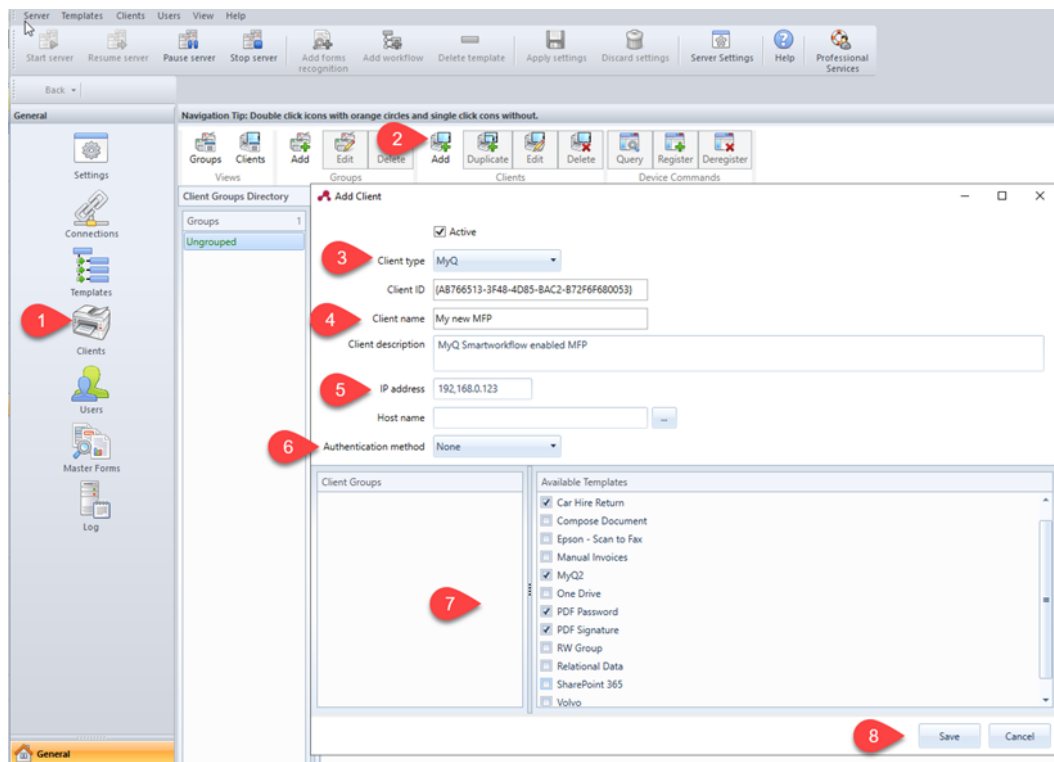 Server Templates Clients Users View Help
Start server Resume server Pause server Stop server Add forms recognition Add workflow Delete template Apply settings Discard settings Server Settings Help Professional Services
Back
General
Navigation Tip: Double click icons with orange circles and single click cons without.
Settings
Connections
Templates
1
Clients
Users
Master Forms
Log
General
Groups Clients Add Edit Delete 2 Add Duplicate Edit Delete Query Register Deregister
Views Groups Clients Device Commands
Client Groups Directory
Groups 1
Ungrouped
Add Client
Active
3 Client type MyQ
Client ID {AB766513-3F48-4D85-BAC2-B72F6F680053}
4 Client name My new MFP
Client description MyQ Smartworkflow enabled MFP
5 IP address 192,168.0.123
Host name ...
6 Authentication method None
Client Groups
7
Available Templates
Car Hire Return
Compose Document
Epson - Scan to Fax
Manual Invoices
MyQ2
One Drive
PDF Password
PDF Signature
RW Group
Relational Data
SharePoint 365
Volvo
8 Save Cancel